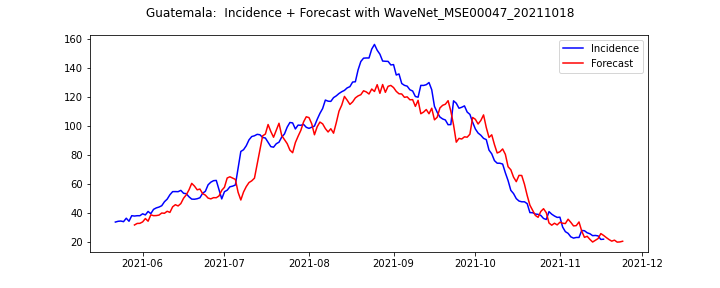 Guatemala:  Incidence + Forecast with WaveNet_MSE00047_20211018
Incidence
Forecast
160
140
120
100
80
60
40
20
2021-06 2021-07 2021-08 2021-09 2021-10 2021-11 2021-12